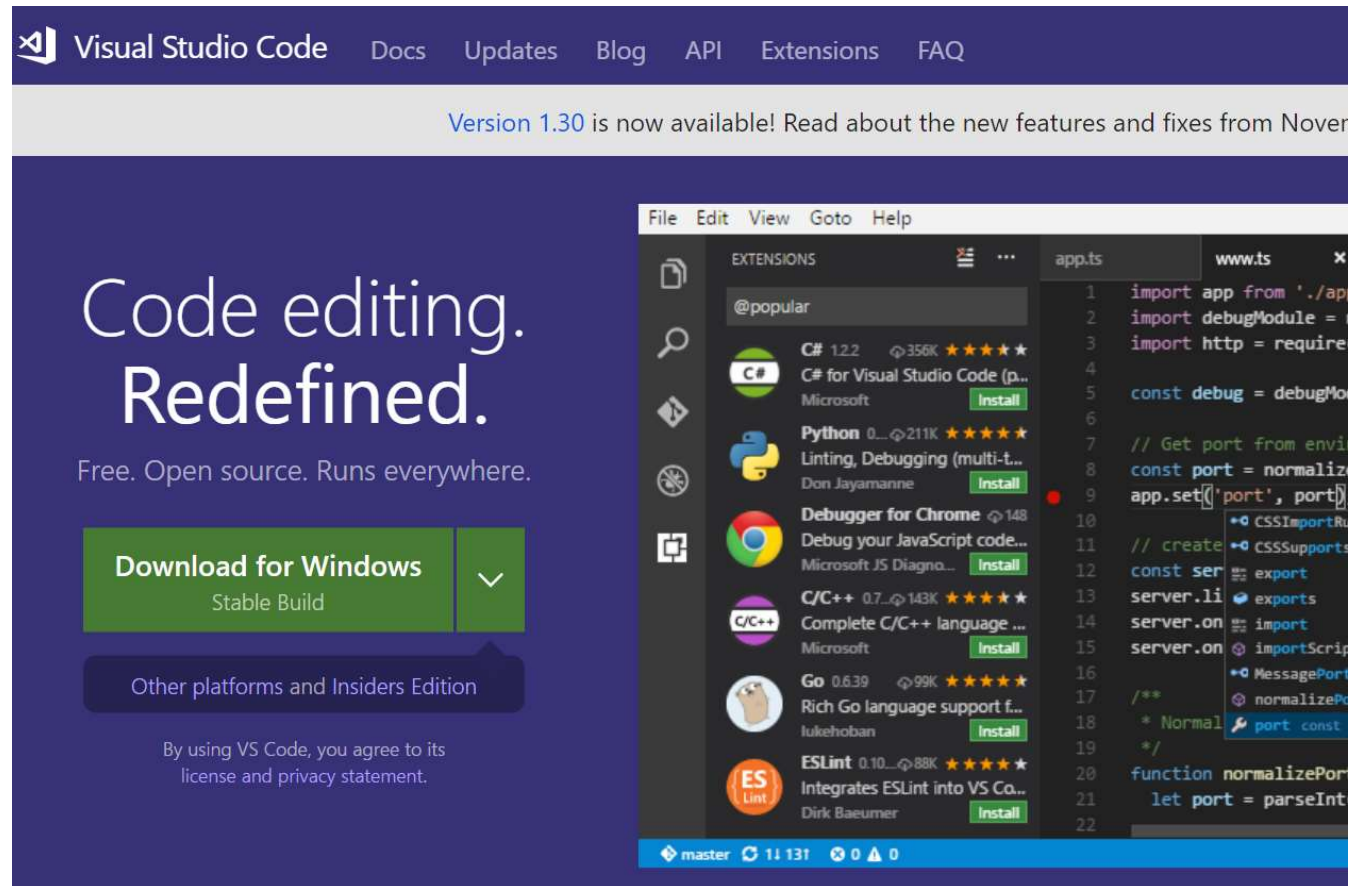 Visual Studio Code Docs Updates Blog API Extensions FAQ
Version 1.30 is now available! Read about the new features and fixes from Novem
Code editing.
Redefined.
Free. Open source. Runs everywhere.
Download for Windows
Stable Build
Other platforms and Insiders Edition
By using VS Code, you agree to its
license and privacy statement.
File Edit View Goto Help
EXTENSIONS
@popular
C# 1.2.2 356K
C#
C# for Visual Studio Code (p...
Microsoft Install
Python 0... 211K
Linting, Debugging (multi-t...
Don Jayamanne Install
Debugger for Chrome 148
Debug your JavaScript code...
Microsoft JS Diagno... Install
C/C++ 0.7... 143K
C/C++
Complete C/C++ language ...
Microsoft Install
Go 0.6.39 99K
Rich Go language support f...
lukehoban Install
ESLint 0.10... 88K
ES
Lint
Integrates ESLint into VS Co...
Dirk Baeumer Install
app.ts www.ts ×
1 import app from './app
2 import debugModule = r
3 import http = require
4
5 const debug = debugMod
6
7 // Get port from envir
8 const port = normalize
9 app.set('port', port)
10 CSSImportRu
11 // create CSSSupports
12 const ser export
13 server.li exports
14 server.on import
15 server.on importScrip
16 MessagePort
17 /** normalizePo
18 * Normal port const
19 */
20 function normalizePort
21 let port = parseInt
22
master 1↓ 13↑ 0 0